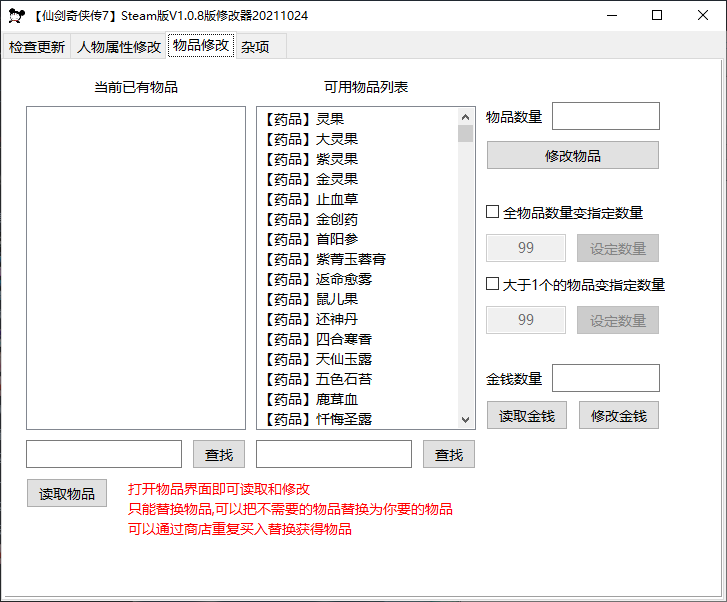 【仙剑奇侠传7】Steam版V1.0.8版修改器20211024
检查更新 人物属性修改 物品修改 杂项
当前已有物品
可用物品列表
【药品】灵果
【药品】大灵果
【药品】紫灵果
【药品】金灵果
【药品】止血草
【药品】金创药
【药品】首阳参
【药品】紫菁玉蓉膏
【药品】返命愈雾
【药品】鼠儿果
【药品】还神丹
【药品】四合寒香
【药品】天仙玉露
【药品】五色石苔
【药品】鹿茸血
【药品】忏悔圣露
物品数量
修改物品
全物品数量变指定数量
99 设定数量
大于1个的物品变指定数量
99 设定数量
金钱数量
读取金钱 修改金钱
查找 查找
读取物品
打开物品界面即可读取和修改
只能替换物品,可以把不需要的物品替换为你要的物品
可以通过商店重复买入替换获得物品